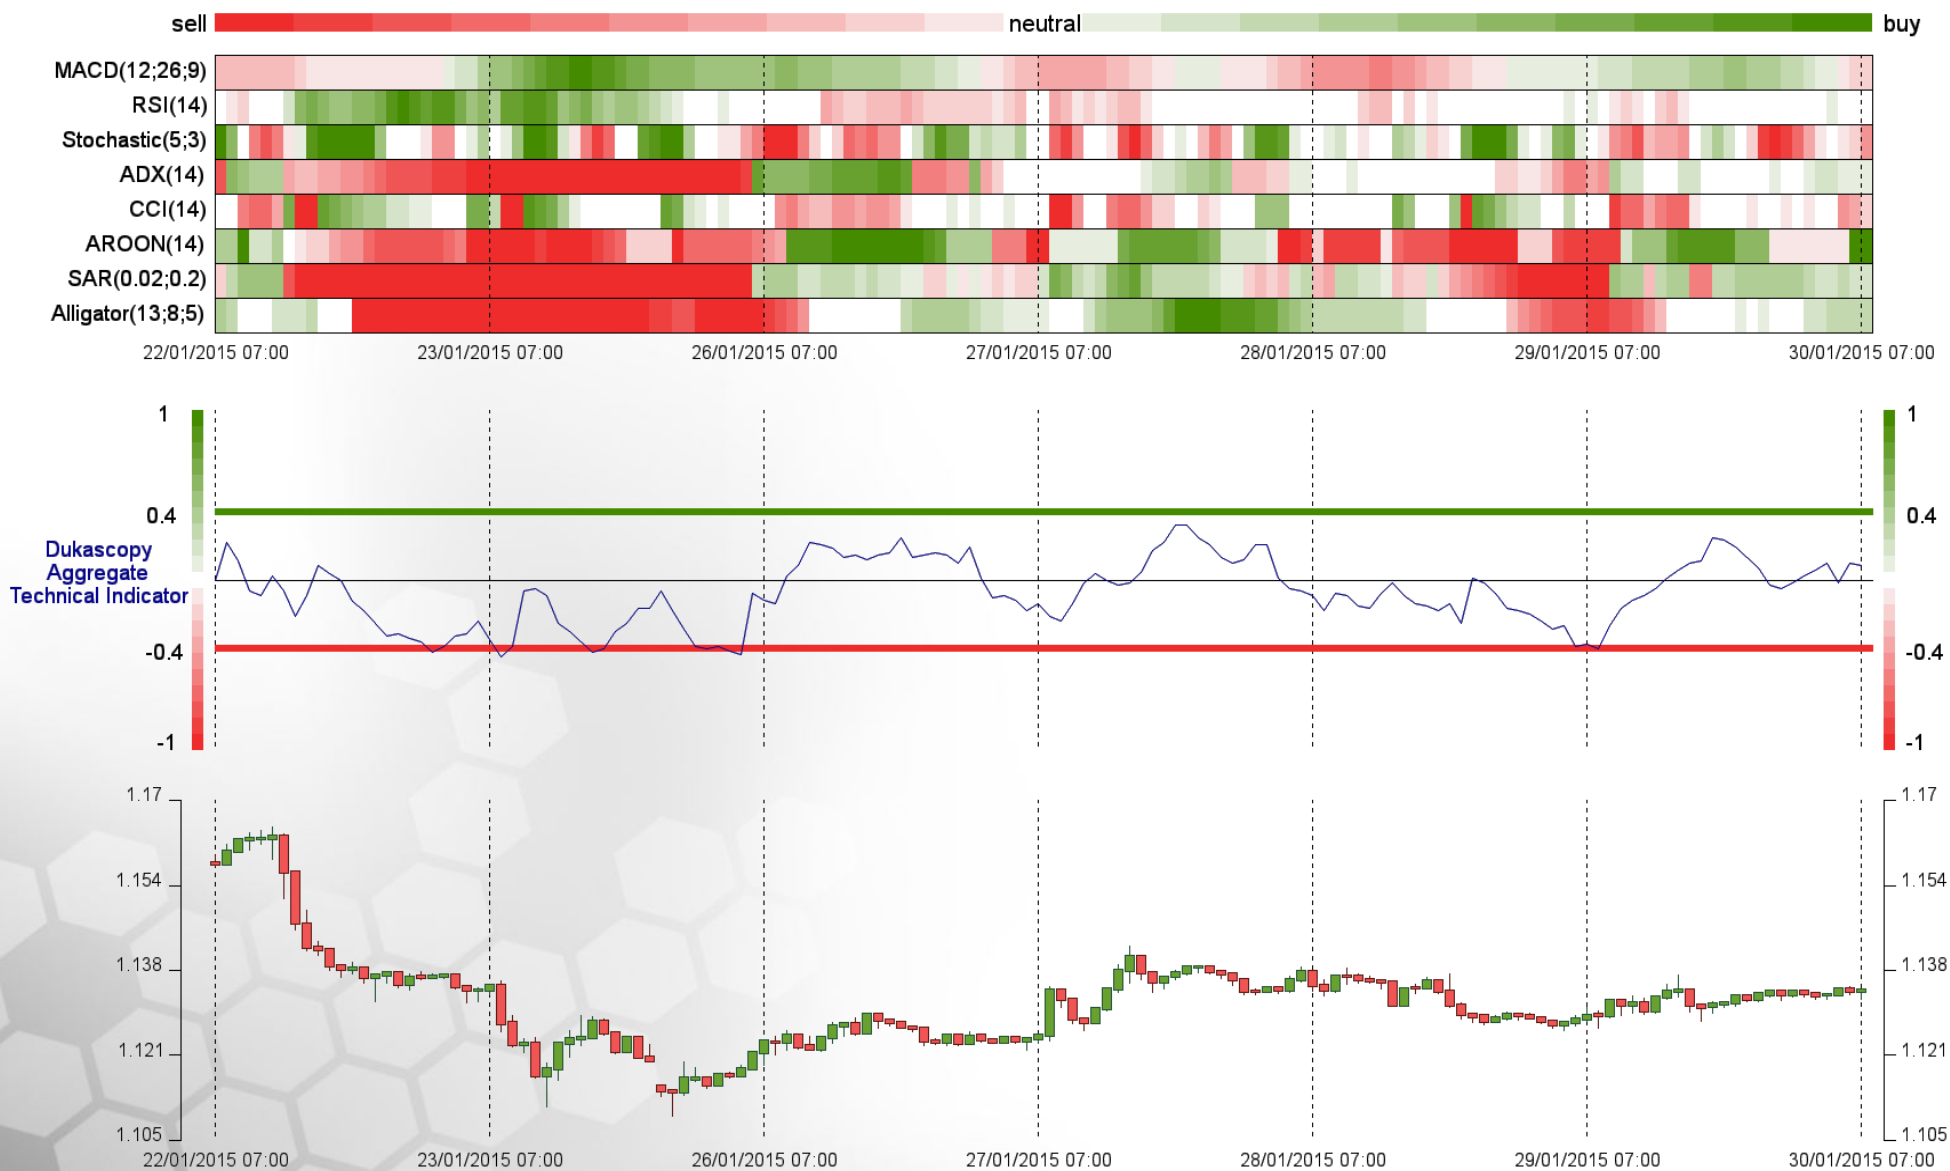 sell neutral buy
MACD(12;26;9)
RSI(14)
Stochastic(5;3)
ADX(14)
CCI(14)
AROON(14)
SAR(0.02;0.2)
Alligator(13;8;5)
22/01/2015 07:00 23/01/2015 07:00 26/01/2015 07:00 27/01/2015 07:00 28/01/2015 07:00 29/01/2015 07:00 30/01/2015 07:00
1 1
0.4 0.4
Dukascopy
Aggregate
Technical Indicator
-0.4 -0.4
-1 -1
1.17 1.17
1.154 1.154
1.138 1.138
1.121 1.121
1.105 1.105
22/01/2015 07:00 23/01/2015 07:00 26/01/2015 07:00 27/01/2015 07:00 28/01/2015 07:00 29/01/2015 07:00 30/01/2015 07:00